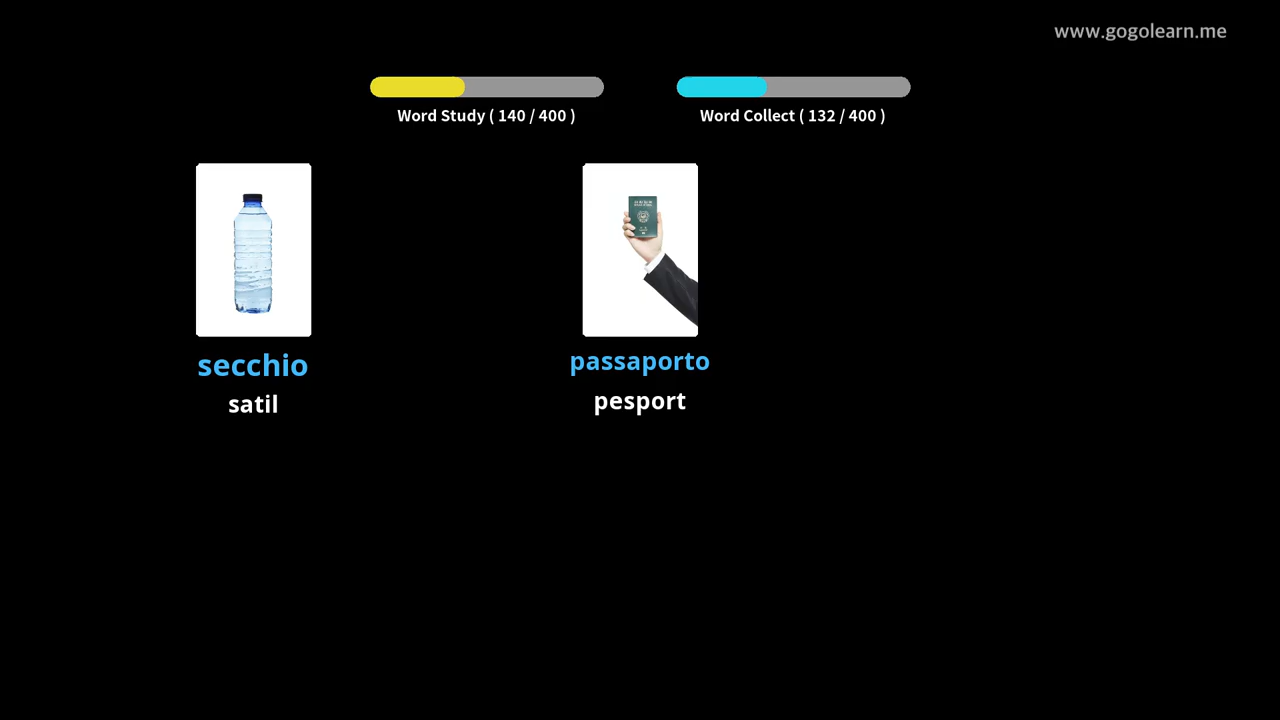 www.gogolearn.me
Word Study ( 140 / 400 )
Word Collect ( 132 / 400 )
secchio
satil
passaporto
pesport